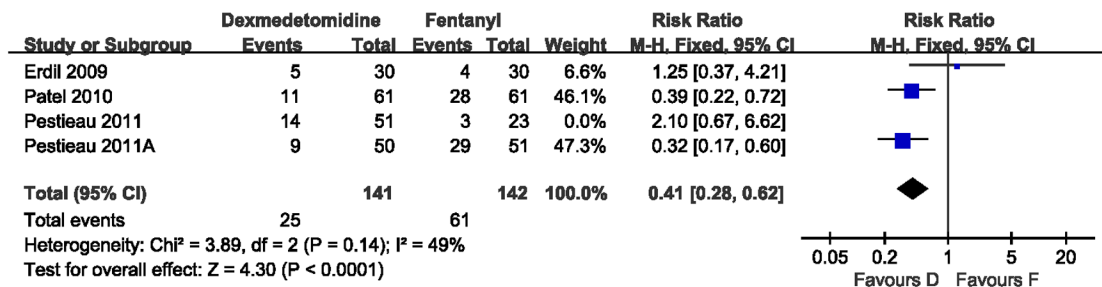 Dexmedetomidine Fentanyl Risk Ratio Risk Ratio
Study or Subgroup Events Total Events Total Weight M-H. Fixed. 95% CI M-H. Fixed. 95% CI
Erdil 2009 5 30 4 30 6.6% 1.25 [0.37, 4.21]
Patel 2010 11 61 28 61 46.1% 0.39 [0.22, 0.72]
Pestieau 2011 14 51 3 23 0.0% 2.10 [0.67, 6.62]
Pestieau 2011A 9 50 29 51 47.3% 0.32 [0.17, 0.60]
Total (95% CI) 141 142 100.0% 0.41 [0.28, 0.62]
Total events 25 61
Heterogeneity: Chi² = 3.89, df = 2 (P = 0.14); I² = 49%
Test for overall effect: Z = 4.30 (P < 0.0001)
0.05 0.2 1 5 20
Favours D Favours F